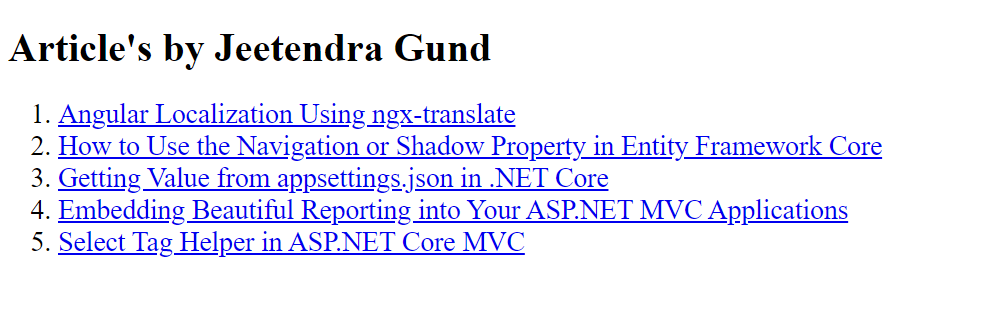 Article's by Jeetendra Gund
1. Angular Localization Using ngx-translate
2. How to Use the Navigation or Shadow Property in Entity Framework Core
3. Getting Value from appsettings.json in .NET Core
4. Embedding Beautiful Reporting into Your ASP.NET MVC Applications
5. Select Tag Helper in ASP.NET Core MVC